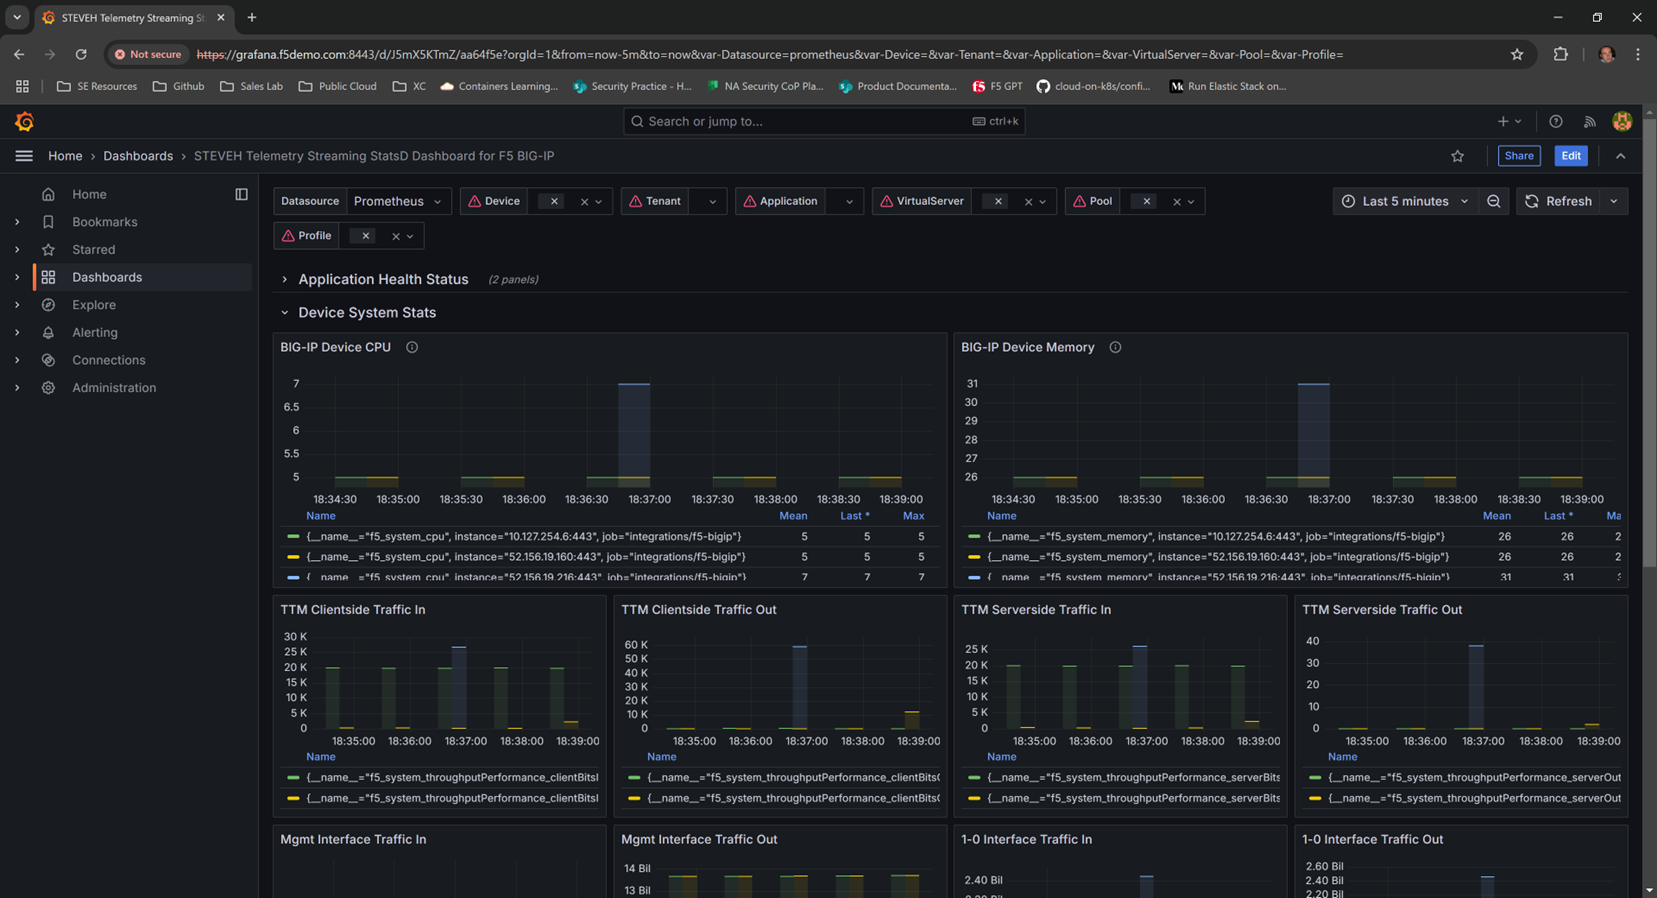 STEVEH Telemetry Streaming St
Not secure
https://grafana.f5demo.com:8443/d/J5mX5KTmZ/aa64f5e?orgId=1&from=now-5m&to=now&var-Datasource=prometheus&var-Device=&var-Tenant=&var-Application=&var-VirtualServer=&var-Pool=&var-Profile=
SE Resources Github Sales Lab Public Cloud XC Containers Learning... Security Practice - H... NA Security CoP Pla... Product Documenta... F5 GPT cloud-on-k8s/confi... Run Elastic Stack on...
Search or jump to... ctrl+k
Home › Dashboards › STEVEH Telemetry Streaming StatsD Dashboard for F5 BIG-IP
Share Edit
Home
Bookmarks
Starred
Dashboards
Explore
Alerting
Connections
Administration
Datasource Prometheus Device Tenant Application VirtualServer Pool
Last 5 minutes Refresh
Profile
Application Health Status (2 panels)
Device System Stats
BIG-IP Device CPU
7
6.5
6
5.5
5
18:34:30 18:35:00 18:35:30 18:36:00 18:36:30 18:37:00 18:37:30 18:38:00 18:38:30 18:39:00
Name Mean Last * Max
{__name__="f5_system_cpu", instance="10.127.254.6:443", job="integrations/f5-bigip"} 5 5 5
{__name__="f5_system_cpu", instance="52.156.19.160:443", job="integrations/f5-bigip"} 5 5 5
{__name__="f5_system_cpu", instance="52.156.19.216:443", job="integrations/f5-bigip"} 7 7 7
BIG-IP Device Memory
31
30
29
28
27
26
18:34:30 18:35:00 18:35:30 18:36:00 18:36:30 18:37:00 18:37:30 18:38:00 18:38:30 18:39:00
Name Mean Last * Ma
{__name__="f5_system_memory", instance="10.127.254.6:443", job="integrations/f5-bigip"} 26 26 2
{__name__="f5_system_memory", instance="52.156.19.160:443", job="integrations/f5-bigip"} 26 26 2
{__name__="f5_system_memory", instance="52.156.19.216:443", job="integrations/f5-bigip"} 31 31 3
TTM Clientside Traffic In
30 K
25 K
20 K
15 K
10 K
5 K
0
18:35:00 18:36:00 18:37:00 18:38:00 18:39:00
Name
{__name__="f5_system_throughputPerformance_clientBitsI
{__name__="f5_system_throughputPerformance_clientBitsI
TTM Clientside Traffic Out
60 K
50 K
40 K
30 K
20 K
10 K
0
18:35:00 18:36:00 18:37:00 18:38:00 18:39:00
Name
{__name__="f5_system_throughputPerformance_clientBitsO
{__name__="f5_system_throughputPerformance_clientBitsO
TTM Serverside Traffic In
25 K
20 K
15 K
10 K
5 K
0
18:35:00 18:36:00 18:37:00 18:38:00 18:39:00
Name
{__name__="f5_system_throughputPerformance_serverBits
{__name__="f5_system_throughputPerformance_serverBits
TTM Serverside Traffic Out
40
30
20
10
0
18:35:00 18:36:00 18:37:00 18:38:00 18:39:00
Name
{__name__="f5_system_throughputPerformance_serverOut
{__name__="f5_system_throughputPerformance_serverOut
Mgmt Interface Traffic In
Mgmt Interface Traffic Out
14 Bil
13 Bil
1-0 Interface Traffic In
2.40 Bil
2.20 Bil
1-0 Interface Traffic Out
2.60 Bil
2.40 Bil
2.20 Bil